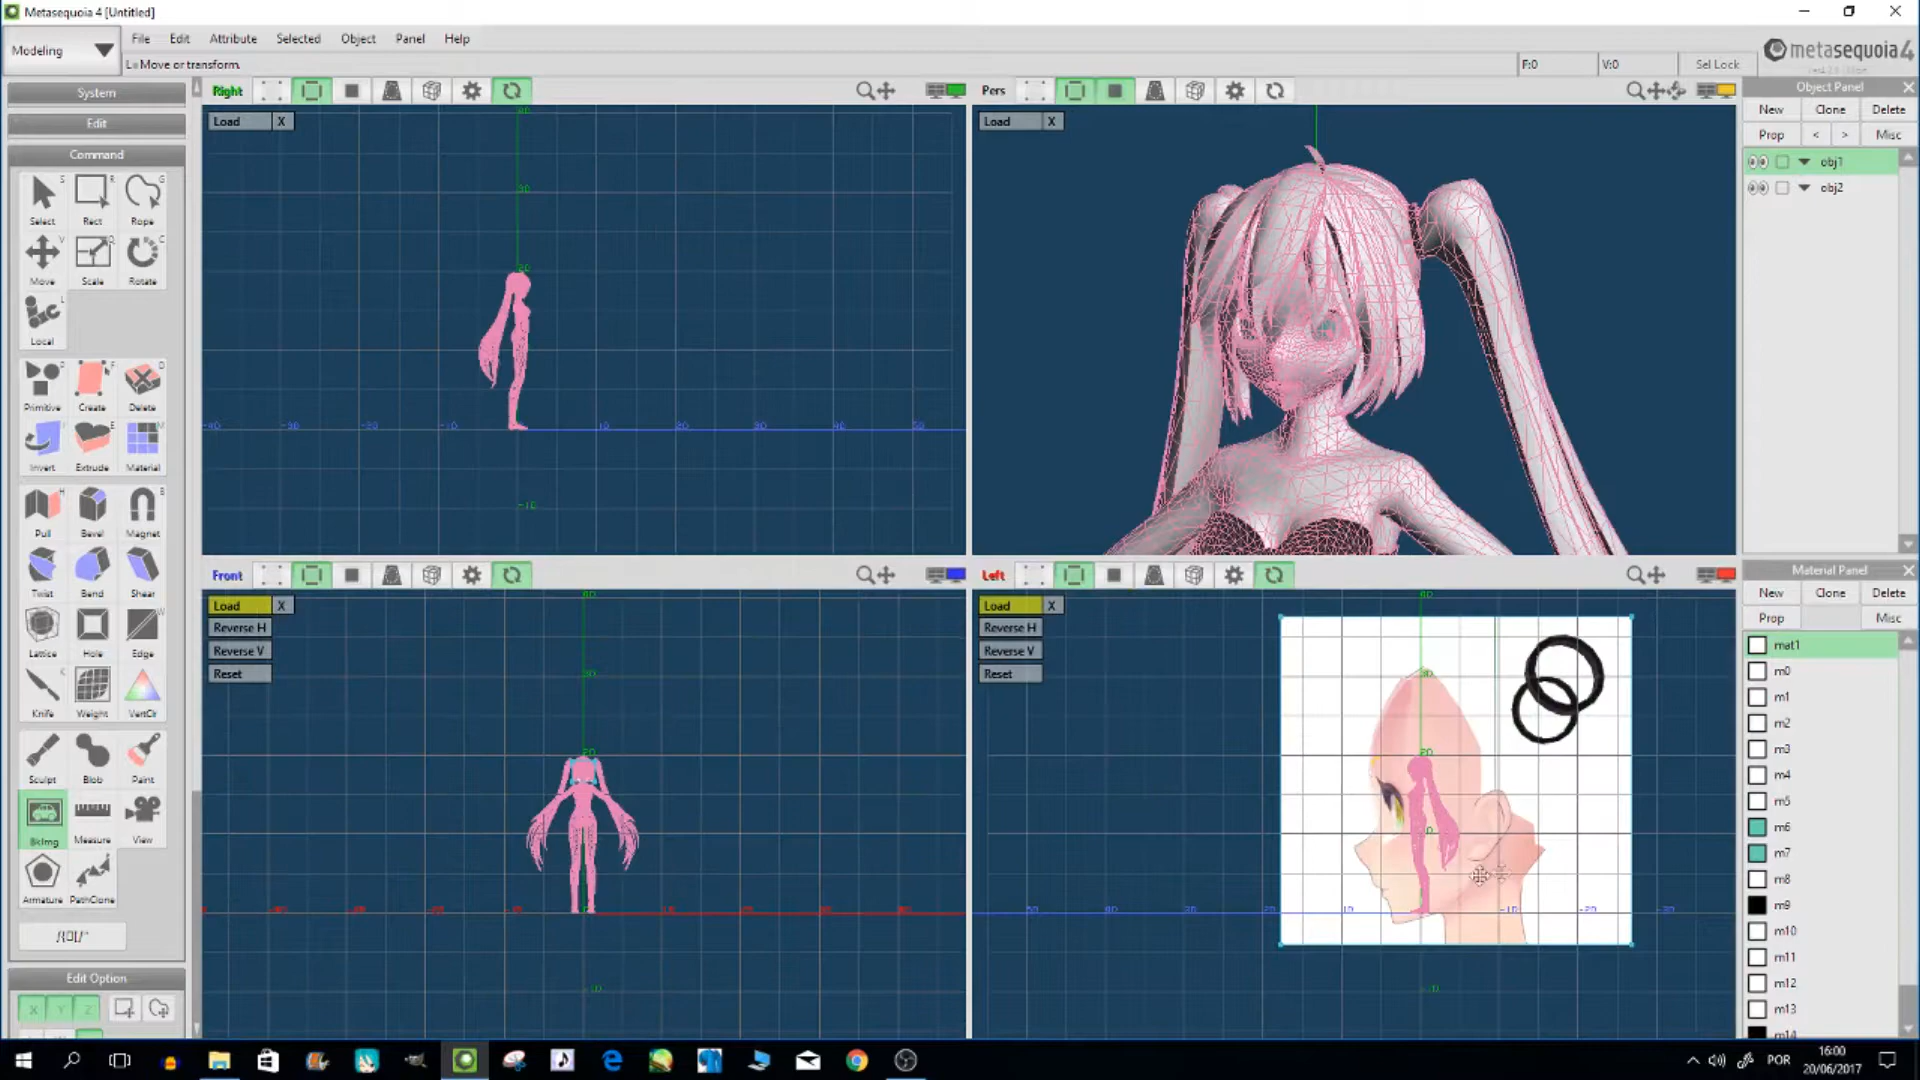 Metasequoia 4 [Untitled]
Modeling
File Edit Attribute Selected Object Panel Help
Move or transform.
F:0 V:0 Sel Lock
metasequoia 4
System
Edit
Command
Select Rect Rope
Move Scale Rotate
Local
Primitive Create Delete
Invert Extrude Material
Pull Bevel Magnet
Twist Bend Shear
Lattice Hole Edge
Knife Weight VertClr
Sculpt Blob Paint
BkImg Measure View
Armature PathClone
Edit Option
X Y Z
Right
Load X
Pers
Load X
Front
Load X
Reverse H
Reverse V
Reset
Left
Load X
Reverse H
Reverse V
Reset
Object Panel
New Clone Delete
Prop < > Misc
obj1
obj2
Material Panel
New Clone Delete
Prop Misc
mat1
m0
m1
m2
m3
m4
m5
m6
m7
m8
m9
m10
m11
m12
m13
m14
POR
16:00
20/06/2017